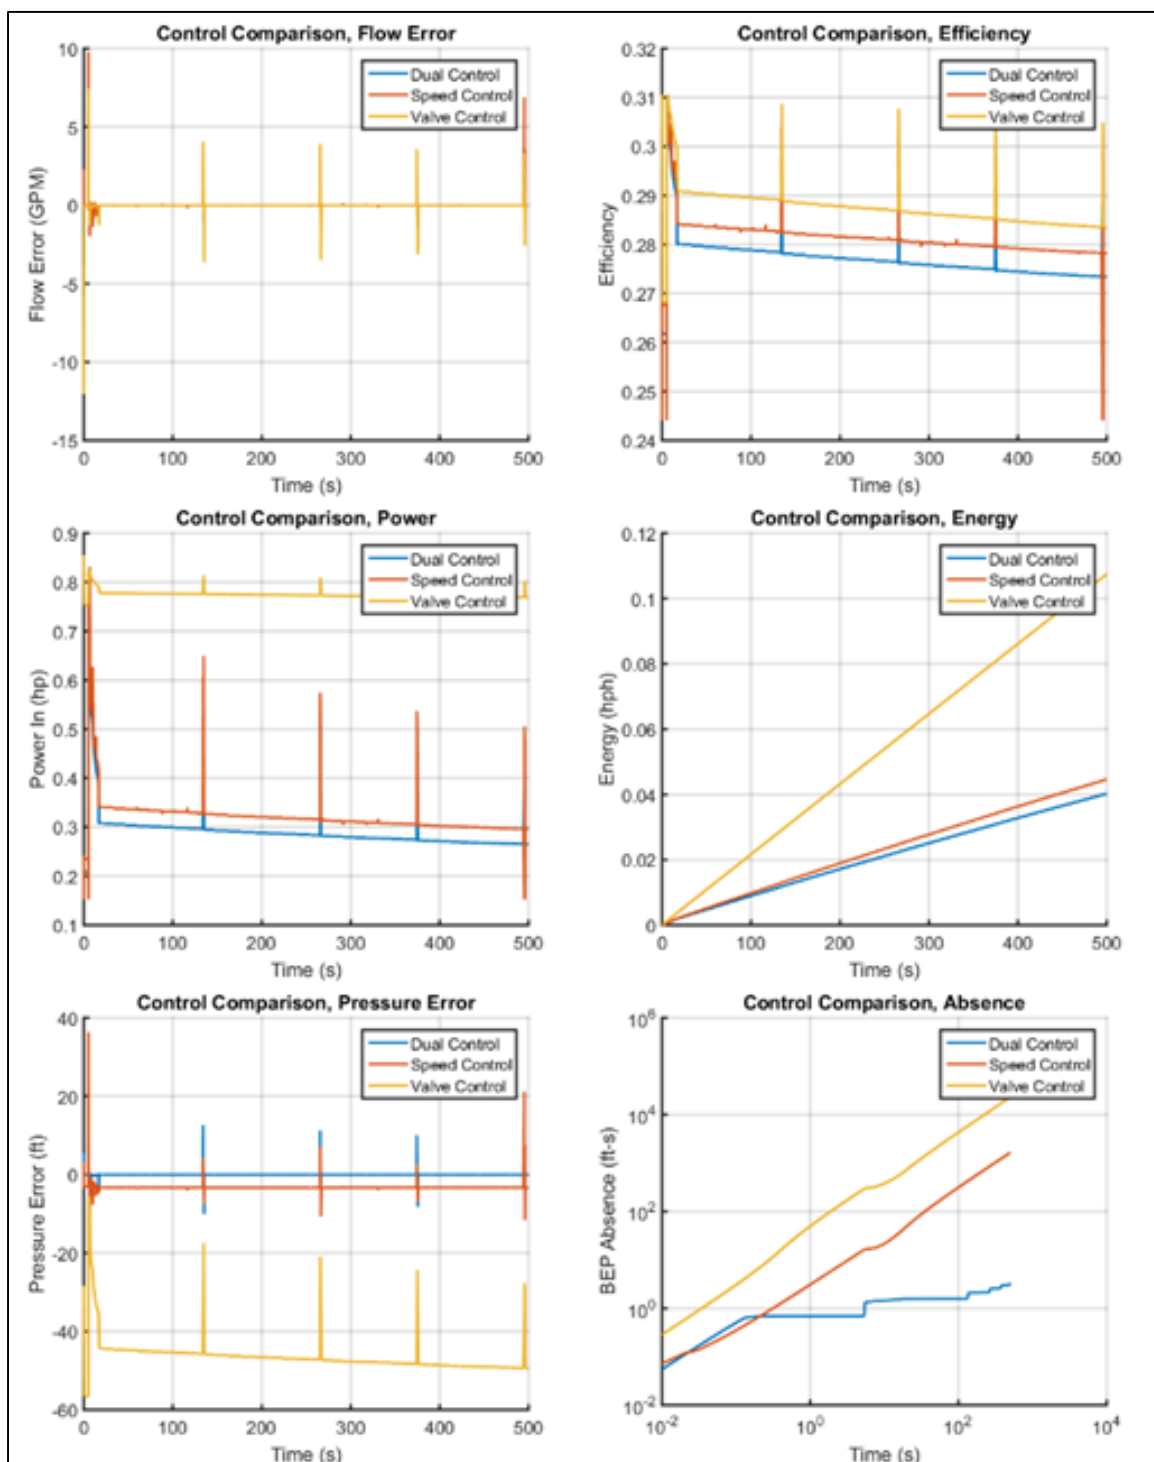 Control Comparison, Flow Error
10
5
0
-5
-10
-15
Flow Error (GPM)
Dual Control
Speed Control
Valve Control
0 100 200 300 400 500
Time (s)
Control Comparison, Efficiency
0.32
0.31
0.3
0.29
0.28
0.27
0.26
0.25
0.24
Efficiency
Dual Control
Speed Control
Valve Control
0 100 200 300 400 500
Time (s)
Control Comparison, Power
0.9
0.8
0.7
0.6
0.5
0.4
0.3
0.2
0.1
Power In (hp)
Dual Control
Speed Control
Valve Control
0 100 200 300 400 500
Time (s)
Control Comparison, Energy
0.12
0.1
0.08
0.06
0.04
0.02
0
Energy (hph)
Dual Control
Speed Control
Valve Control
0 100 200 300 400 500
Time (s)
Control Comparison, Pressure Error
40
20
0
-20
-40
-60
Pressure Error (ft)
Dual Control
Speed Control
Valve Control
0 100 200 300 400 500
Time (s)
Control Comparison, Absence
10^6
10^4
10^2
10^0
10^-2
BEP Absence (ft-s)
Dual Control
Speed Control
Valve Control
10^-2 10^0 10^2 10^4
Time (s)